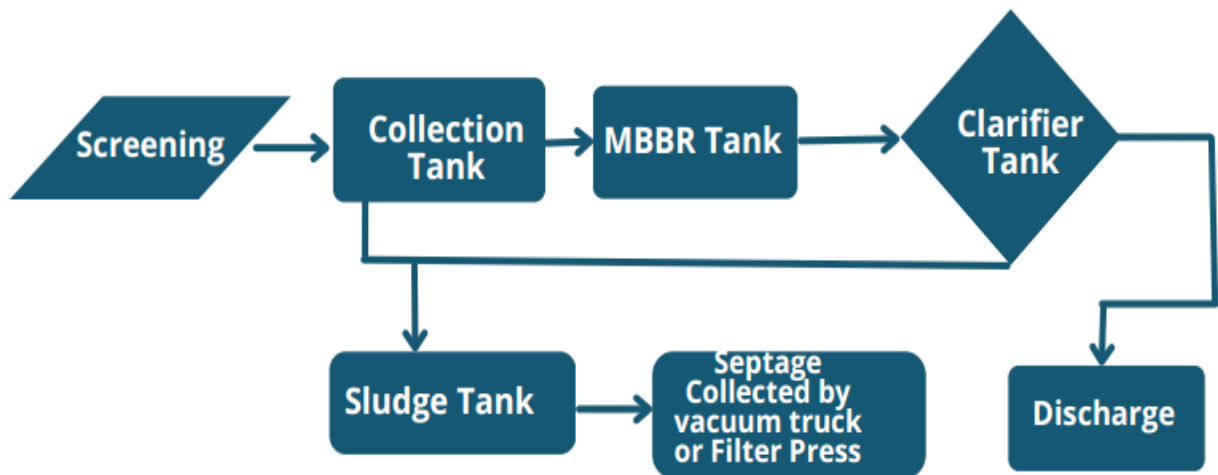 Screening
Collection
Tank
MBBR Tank
Clarifier
Tank
Sludge Tank
Septage
Collected by
vacuum truck
or Filter Press
Discharge